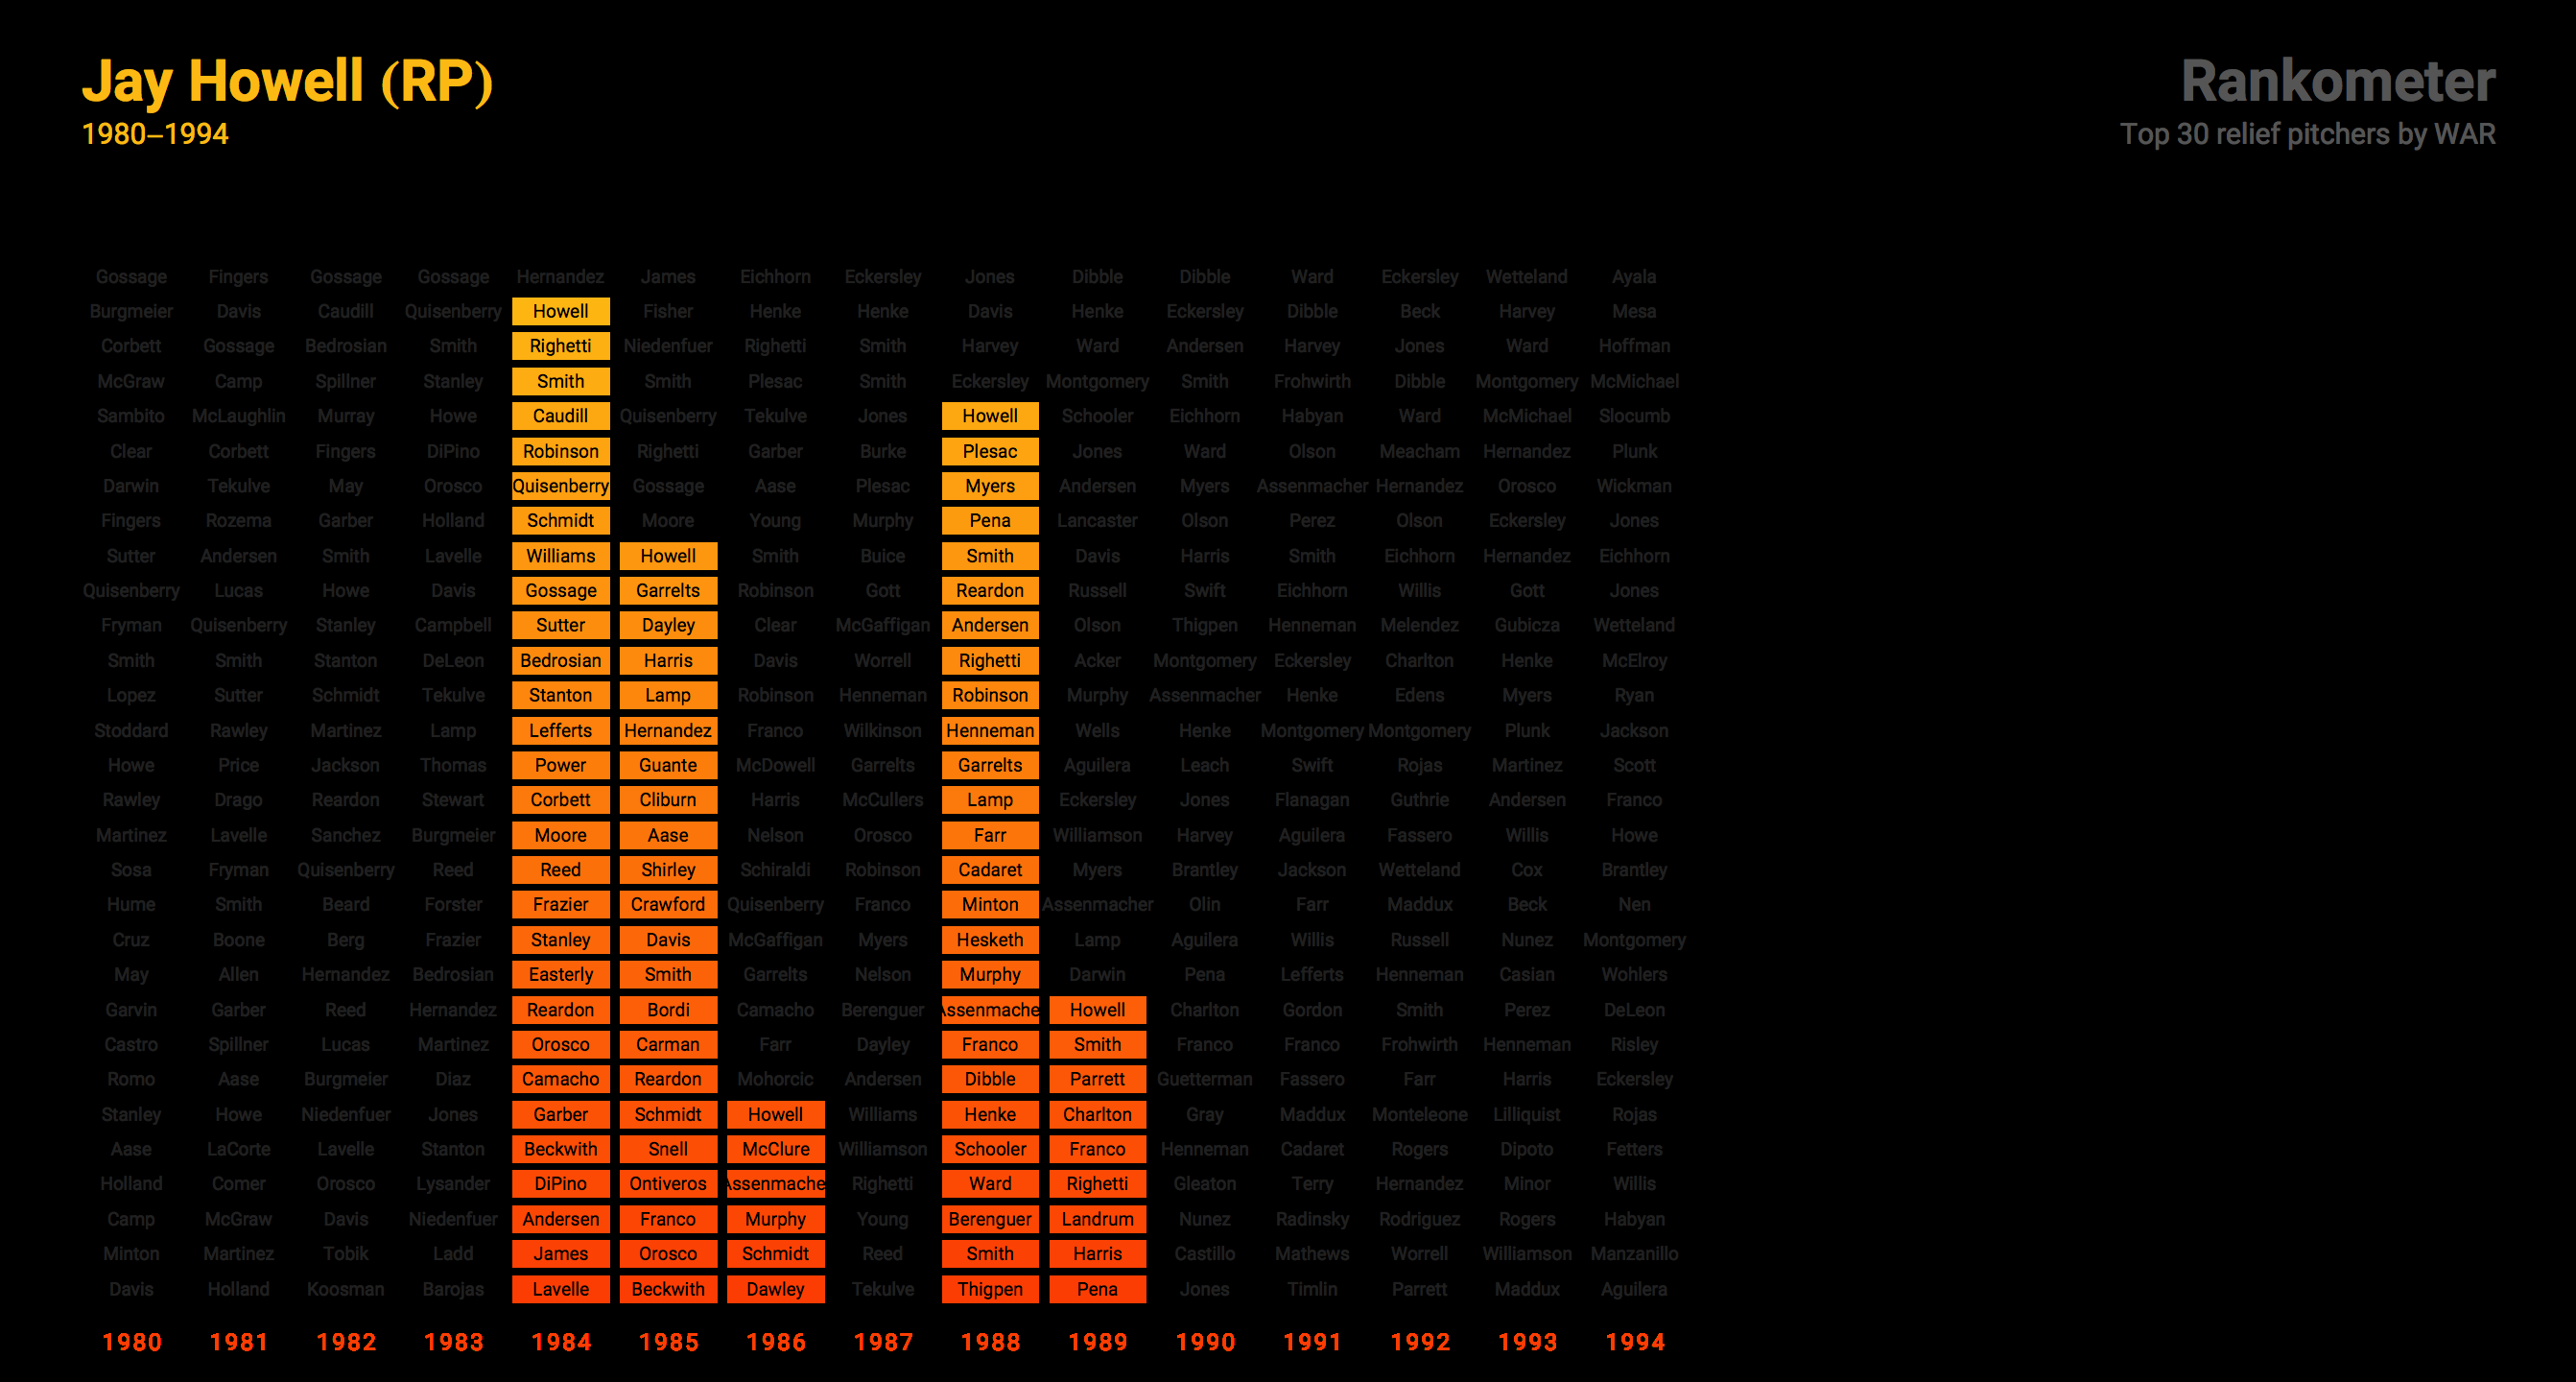 Jay Howell (RP)
1980–1994
Rankometer
Top 30 relief pitchers by WAR
Gossage Fingers Gossage Gossage Hernandez James Eichhorn Eckersley Jones Dibble Dibble Ward Eckersley Wetteland Ayala
Burgmeier Davis Caudill Quisenberry Howell Fisher Henke Henke Davis Henke Eckersley Dibble Beck Harvey Mesa
Corbett Gossage Bedrosian Smith Righetti Niedenfuer Righetti Smith Harvey Ward Andersen Harvey Jones Ward Hoffman
McGraw Camp Spillner Stanley Smith Smith Plesac Smith Eckersley Montgomery Smith Frohwirth Dibble Montgomery McMichael
Sambito McLaughlin Murray Howe Caudill Quisenberry Tekulve Jones Howell Schooler Eichhorn Habyan Ward McMichael Slocumb
Clear Corbett Fingers DiPino Robinson Righetti Garber Burke Plesac Jones Ward Olson Meacham Hernandez Plunk
Darwin Tekulve May Orosco Quisenberry Gossage Aase Plesac Myers Andersen Myers Assenmacher Hernandez Orosco Wickman
Fingers Rozema Garber Holland Schmidt Moore Young Murphy Pena Lancaster Olson Perez Olson Eckersley Jones
Sutter Andersen Smith Lavelle Williams Howell Smith Buice Smith Davis Harris Smith Eichhorn Hernandez Eichhorn
Quisenberry Lucas Howe Davis Gossage Garrelts Robinson Gott Reardon Russell Swift Eichhorn Willis Gott Jones
Fryman Quisenberry Stanley Campbell Sutter Dayley Clear McGaffigan Andersen Olson Thigpen Henneman Melendez Gubicza Wetteland
Smith Smith Stanton DeLeon Bedrosian Harris Davis Worrell Righetti Acker Montgomery Eckersley Charlton Henke McElroy
Lopez Sutter Schmidt Tekulve Stanton Lamp Robinson Henneman Robinson Murphy Assenmacher Henke Edens Myers Ryan
Stoddard Rawley Martinez Lamp Lefferts Hernandez Franco Wilkinson Henneman Wells Henke Montgomery Montgomery Plunk Jackson
Howe Price Jackson Thomas Power Guante McDowell Garrelts Garrelts Aguilera Leach Swift Rojas Martinez Scott
Rawley Drago Reardon Stewart Corbett Cliburn Harris McCullers Lamp Eckersley Jones Flanagan Guthrie Andersen Franco
Martinez Lavelle Sanchez Burgmeier Moore Aase Nelson Orosco Farr Williamson Harvey Aguilera Fassero Willis Howe
Sosa Fryman Quisenberry Reed Reed Shirley Schiraldi Robinson Cadaret Myers Brantley Jackson Wetteland Cox Brantley
Hume Smith Beard Forster Frazier Crawford Quisenberry Franco Minton Assenmacher Olin Farr Maddux Beck Nen
Cruz Boone Berg Frazier Stanley Davis McGaffigan Myers Hesketh Lamp Aguilera Willis Russell Nunez Montgomery
May Allen Hernandez Bedrosian Easterly Smith Garrelts Nelson Murphy Darwin Pena Lefferts Henneman Casian Wohlers
Garvin Garber Reed Hernandez Reardon Bordi Camacho Berenguer Assenmache Howell Charlton Gordon Smith Perez DeLeon
Castro Spillner Lucas Martinez Orosco Carman Farr Dayley Franco Smith Franco Franco Frohwirth Henneman Risley
Romo Aase Burgmeier Diaz Camacho Reardon Mohorcic Andersen Dibble Parrett Guetterman Fassero Farr Harris Eckersley
Stanley Howe Niedenfuer Jones Garber Schmidt Howell Williams Henke Charlton Gray Maddux Monteleone Lilliquist Rojas
Aase LaCorte Lavelle Stanton Beckwith Snell McClure Williamson Schooler Franco Henneman Cadaret Rogers Dipoto Fetters
Holland Comer Orosco Lysander DiPino Ontiveros Assenmache Righetti Ward Righetti Gleaton Terry Hernandez Minor Willis
Camp McGraw Davis Niedenfuer Andersen Franco Murphy Young Berenguer Landrum Nunez Radinsky Rodriguez Rogers Habyan
Minton Martinez Tobik Ladd James Orosco Schmidt Reed Smith Harris Castillo Mathews Worrell Williamson Manzanillo
Davis Holland Koosman Barojas Lavelle Beckwith Dawley Tekulve Thigpen Pena Jones Timlin Parrett Maddux Aguilera
1980 1981 1982 1983 1984 1985 1986 1987 1988 1989 1990 1991 1992 1993 1994